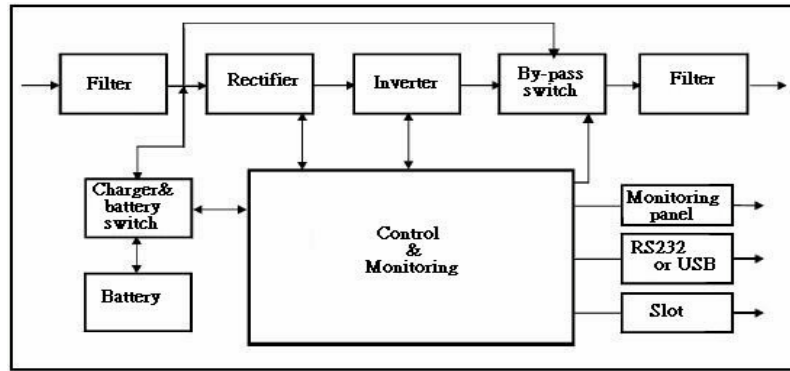 Filter
Rectifier
Inverter
By-pass
switch
Filter
Charger&
battery
switch
Control
&
Monitoring
Monitoring
panel
RS232
or USB
Battery
Slot